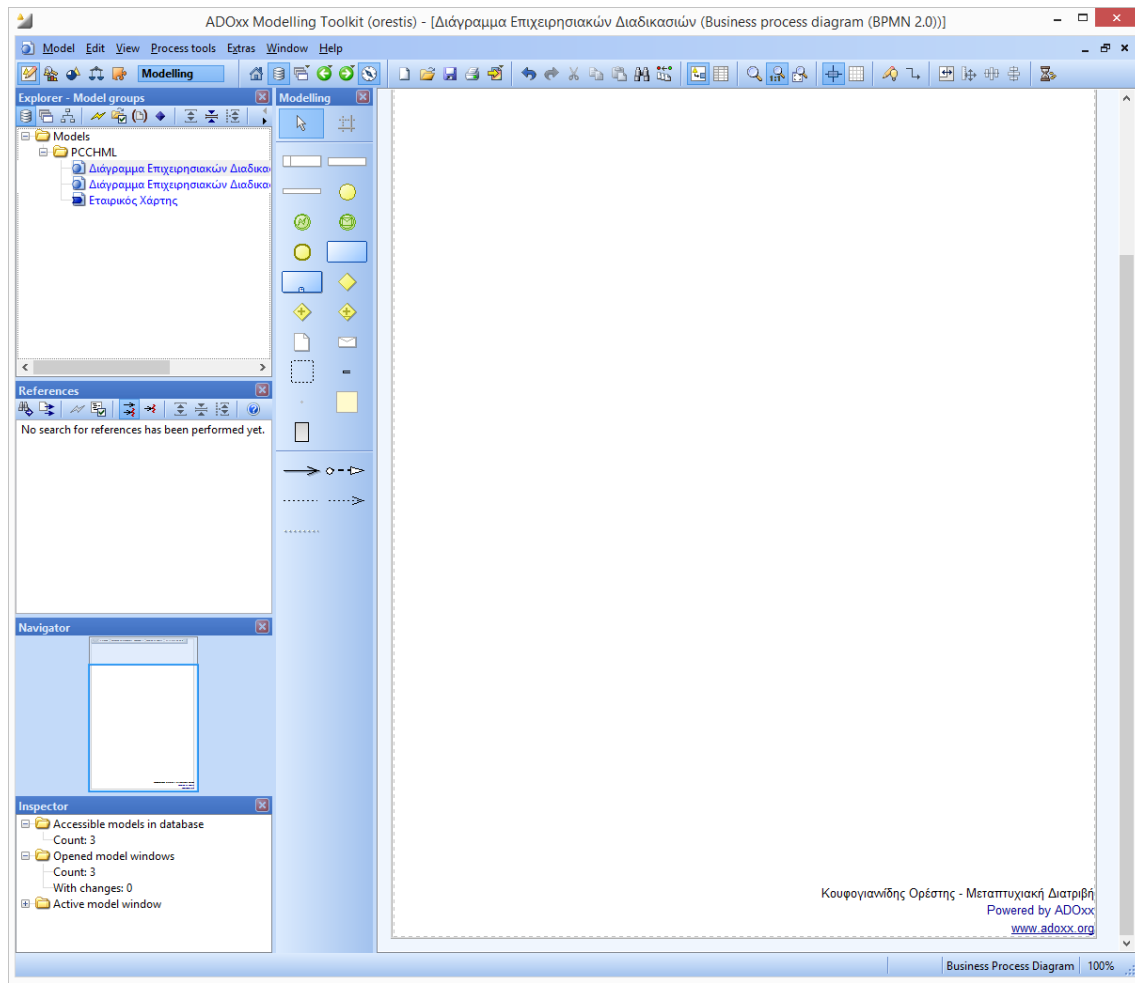 ADOxx Modelling Toolkit (orestis) - [Διάγραμμα Επιχειρησιακών Διαδικασιών (Business process diagram (BPMN 2.0))]
Model Edit View Process tools Extras Window Help
Modelling
Explorer - Model groups
Models
PCCHML
Διάγραμμα Επιχειρησιακών Διαδικα
Διάγραμμα Επιχειρησιακών Διαδικα
Εταιρικός Χάρτης
References
No search for references has been performed yet.
Navigator
Inspector
Accessible models in database
Count: 3
Opened model windows
Count: 3
With changes: 0
Active model window
Modelling
Κουφογιαννίδης Ορέστης - Μεταπτυχιακή Διατριβή
Powered by ADOxx
www.adoxx.org
Business Process Diagram 100%